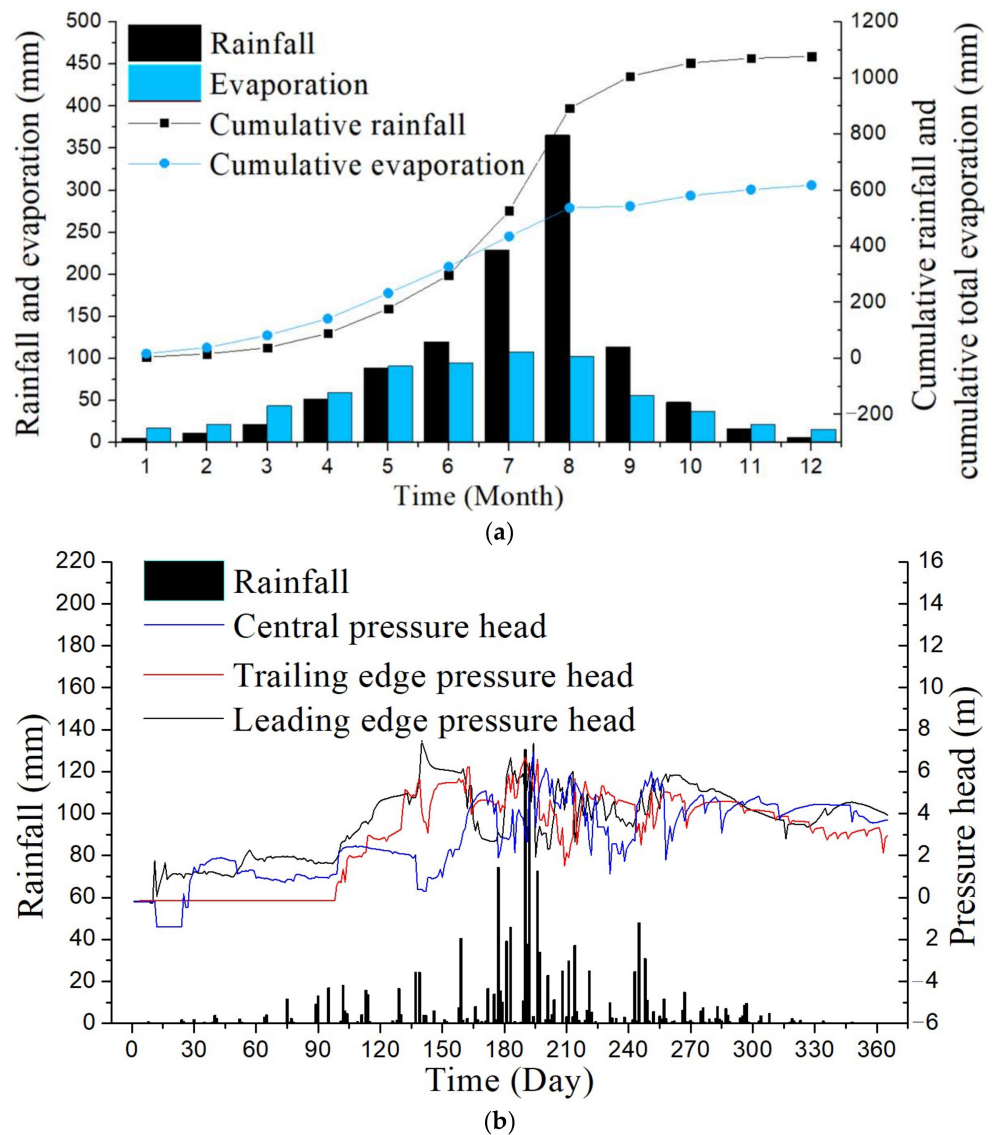 Rainfall
Evaporation
Cumulative rainfall
Cumulative evaporation
Rainfall and evaporation (mm)
500
450
400
350
300
250
200
150
100
50
0
1 2 3 4 5 6 7 8 9 10 11 12
Time (Month)
1200
1000
800
600
400
200
0
−200
Cumulative rainfall and
cumulative total evaporation (mm)
(a)
Rainfall
Central pressure head
Trailing edge pressure head
Leading edge pressure head
Rainfall (mm)
220
200
180
160
140
120
100
80
60
40
20
0
0 30 60 90 120 150 180 210 240 270 300 330 360
Time (Day)
16
14
12
10
8
6
4
2
0
2
−4
−6
Pressure head (m)
(b)